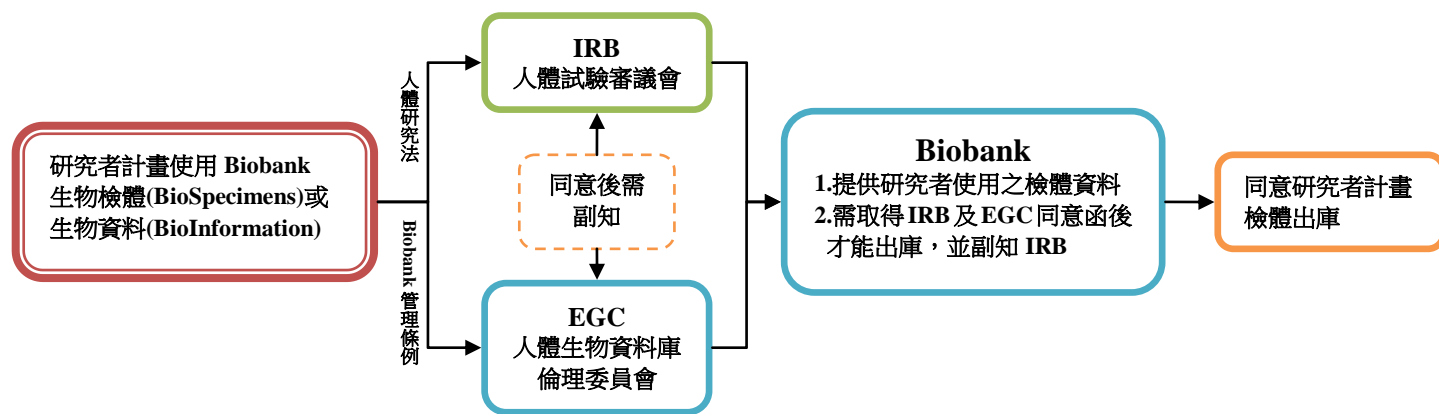 研究者計畫使用 Biobank
生物檢體(BioSpecimens)或
生物資料(BioInformation)
人體研究法
Biobank 管理條例
IRB
人體試驗審議會
同意後需
副知
EGC
人體生物資料庫
倫理委員會
Biobank
1.提供研究者使用之檢體資料
2.需取得 IRB 及 EGC 同意函後
才能出庫，並副知 IRB
同意研究者計畫
檢體出庫